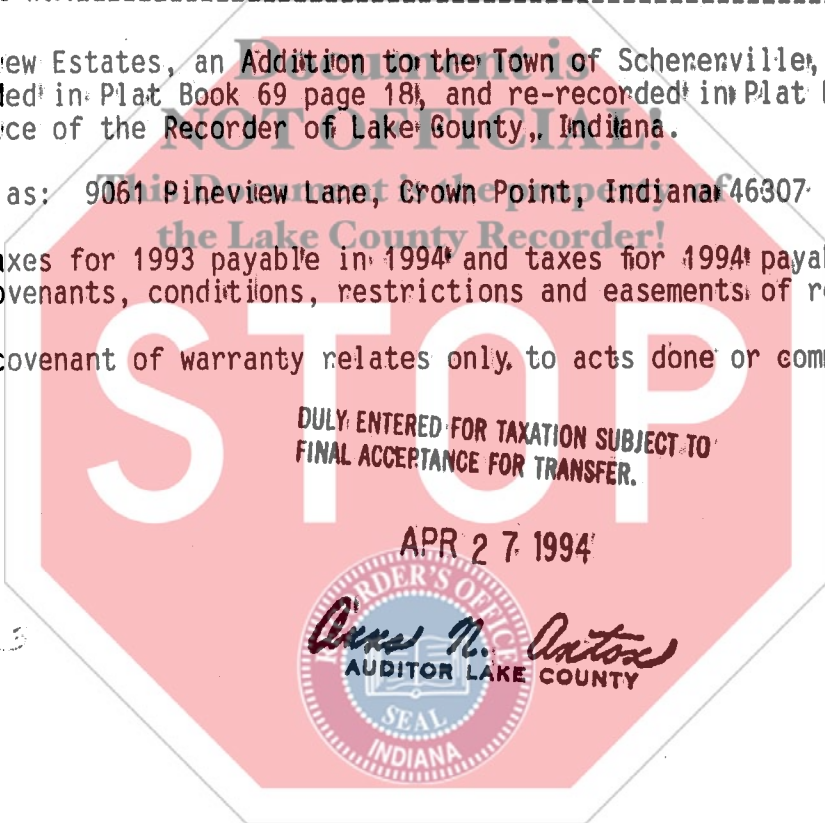 ew Estates, an Addition to the Town of Schererville,
ed in Plat Book 69 page 18, and re-recorded in Plat
ce of the Recorder of Lake County, Indiana.
Document is
NOT OFFICIAL!
as: 9061 Pineview Lane, Crown Point, Indiana 46307
This Document is the property of
the Lake County Recorder!
axes for 1993 payable in 1994 and taxes for 1994 payab
ovenants, conditions, restrictions and easements of r
STOP
covenant of warranty relates only to acts done or com
DULY ENTERED FOR TAXATION SUBJECT TO
FINAL ACCEPTANCE FOR TRANSFER.
APR 27 1994
RECORDER'S OFFICE
Anna N. Anton
AUDITOR LAKE COUNTY
SEAL
INDIANA